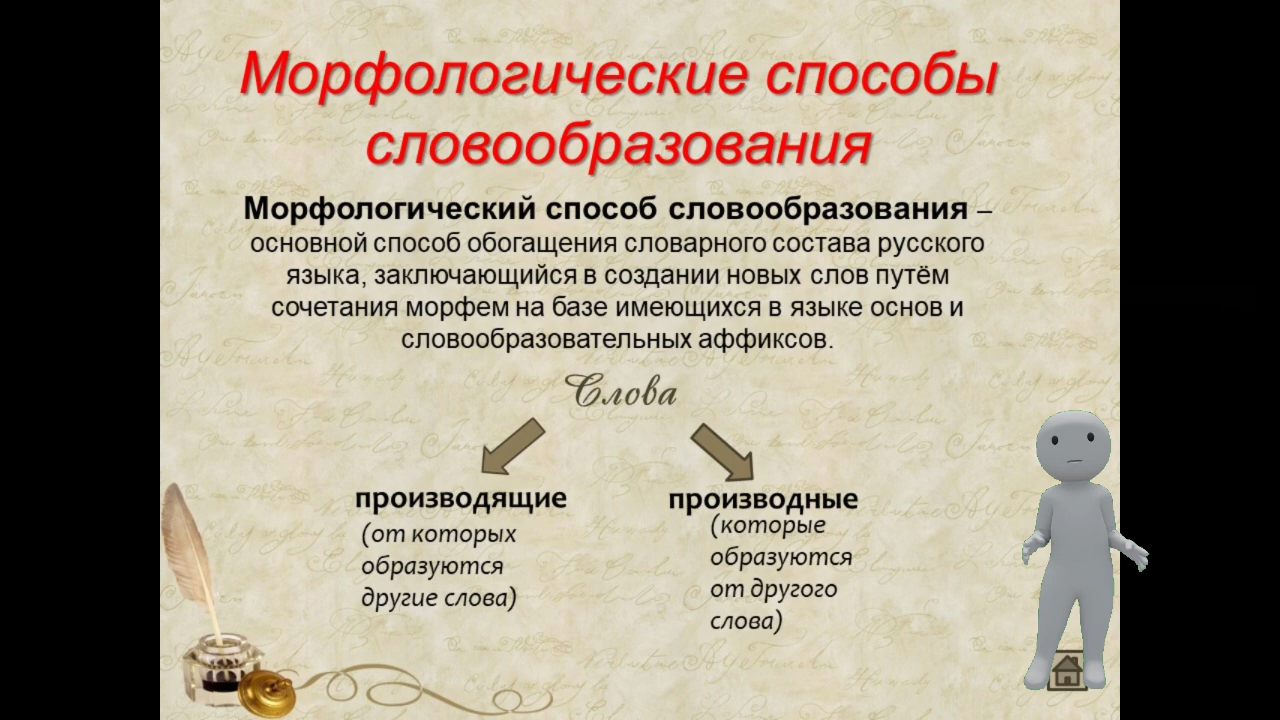 Морфологические способы
словообразования
Морфологический способ словообразования –
основной способ обогащения словарного состава русского
языка, заключающийся в создании новых слов путём
сочетания морфем на базе имеющихся в языке основ и
словообразовательных аффиксов.
Слова
производящие
(от которых
образуются
другие слова)
производные
(которые
образуются
от другого
слова)